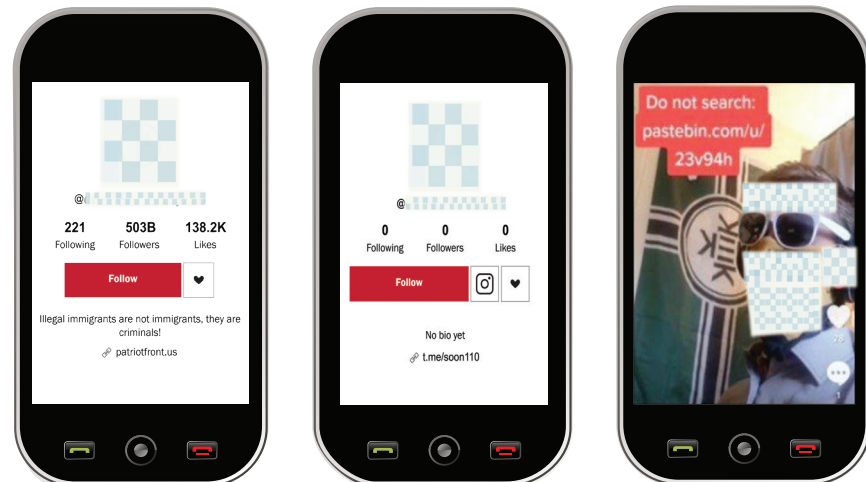 @
221 503B 138.2K
Following Followers Likes
Follow
Illegal immigrants are not immigrants, they are
criminals!
patriotfront.us
@
0 0 0
Following Followers Likes
Follow
No bio yet
t.me/soon110
Do not search:
pastebin.com/u/
23v94h
KEK